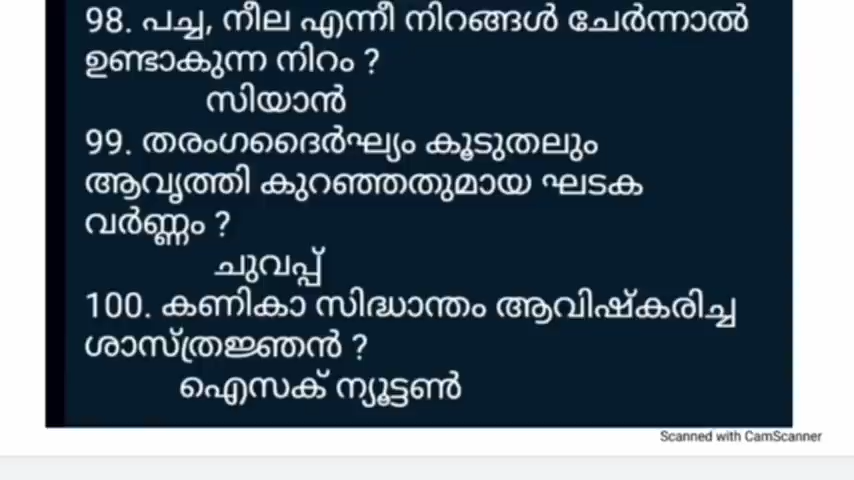 98. പച്ച, നീല എന്നീ നിറങ്ങൾ ചേർന്നാൽ
ഉണ്ടാകുന്ന നിറം ?
സിയാൻ
99. തരംഗദൈർഘ്യം കൂടുതലും
ആവൃത്തി കുറഞ്ഞതുമായ ഘടക
വർണ്ണം ?
ചുവപ്പ്
100. കണികാ സിദ്ധാന്തം ആവിഷ്കരിച്ച
ശാസ്ത്രജ്ഞൻ ?
ഐസക് ന്യൂട്ടൺ
Scanned with CamScanner